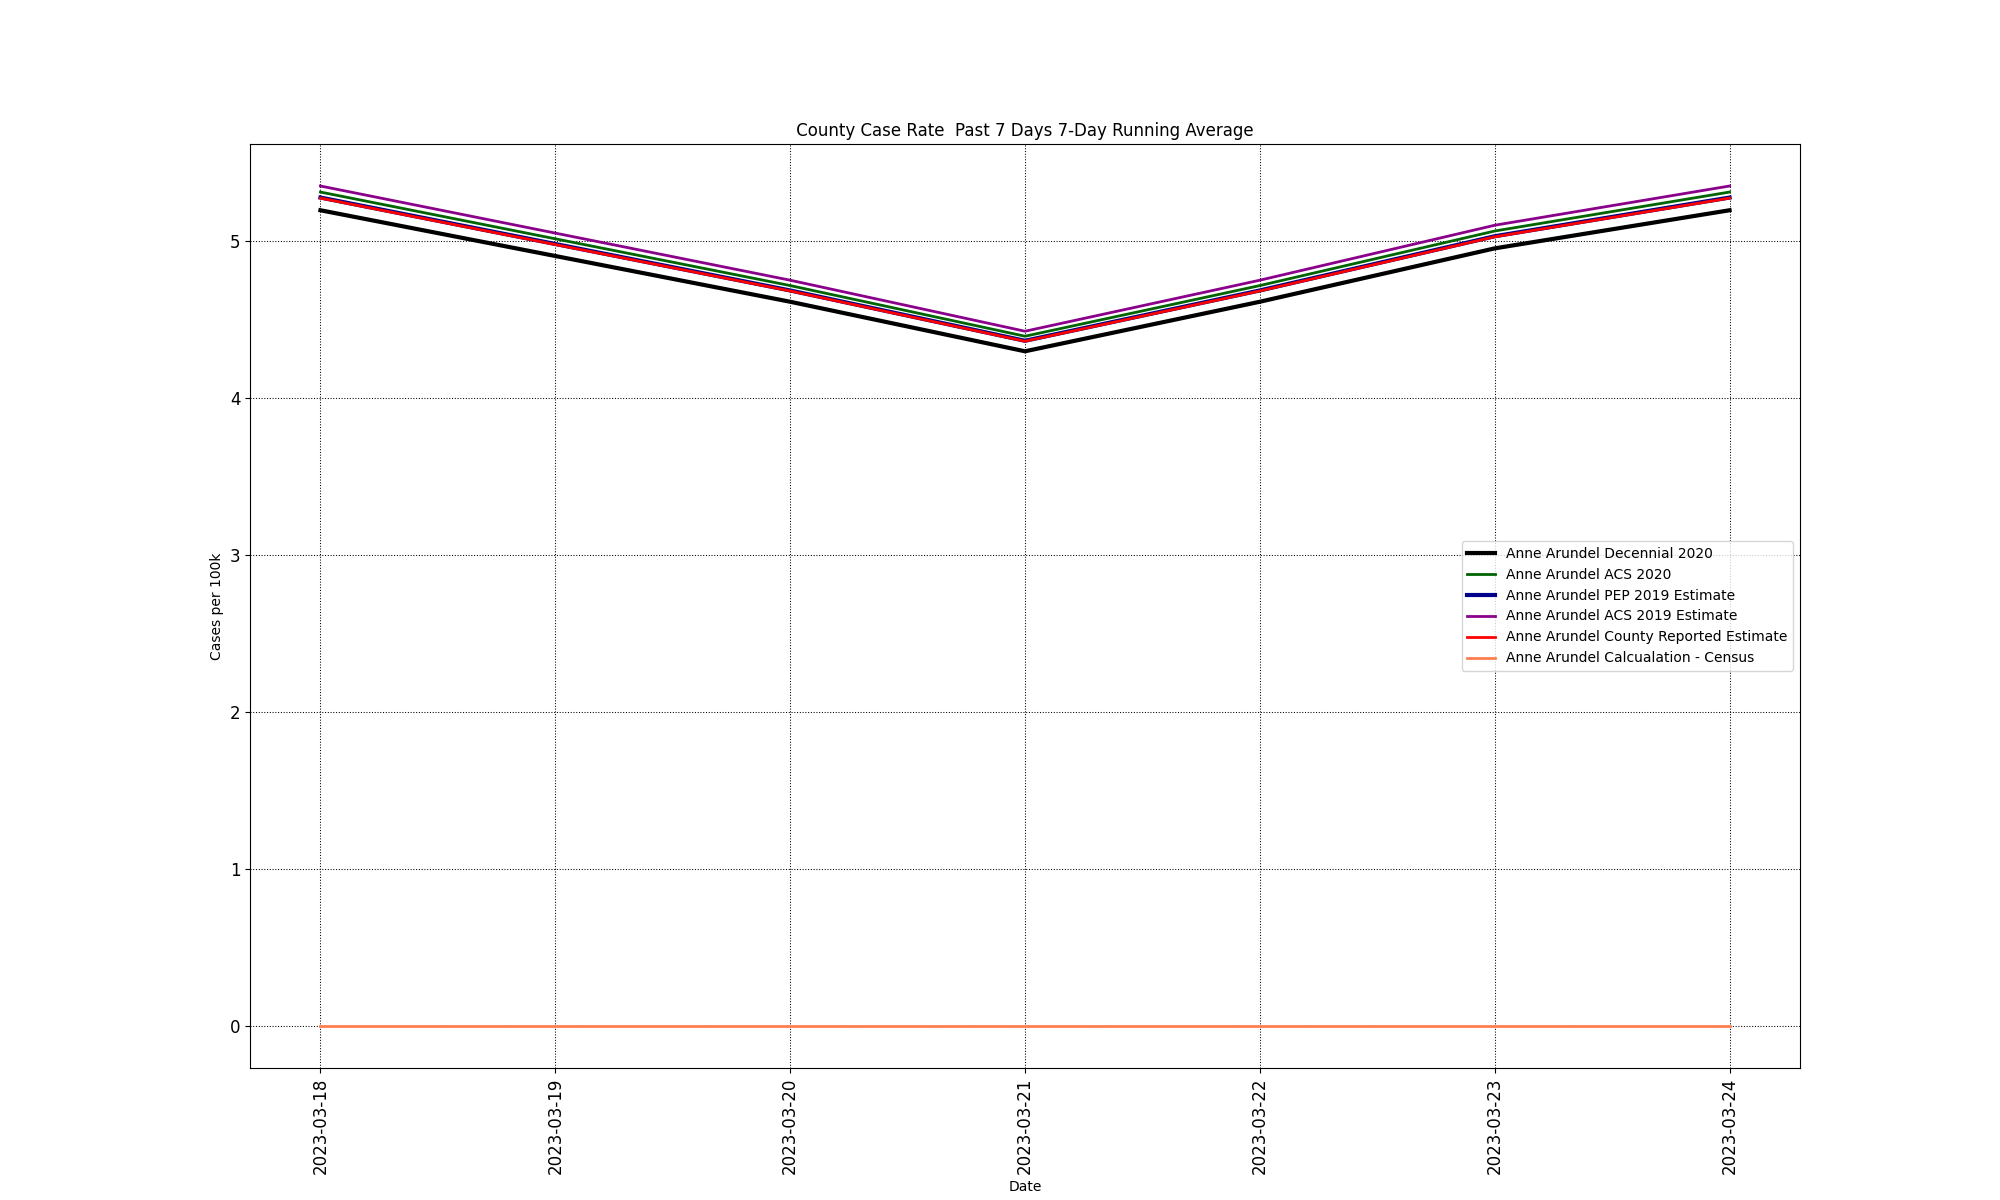 County Case Rate  Past 7 Days 7-Day Running Average
Cases per 100k
5
4
3
2
1
0
Anne Arundel Decennial 2020
Anne Arundel ACS 2020
Anne Arundel PEP 2019 Estimate
Anne Arundel ACS 2019 Estimate
Anne Arundel County Reported Estimate
Anne Arundel Calcualation - Census
2023-03-18
2023-03-19
2023-03-20
2023-03-21
2023-03-22
2023-03-23
2023-03-24
Date